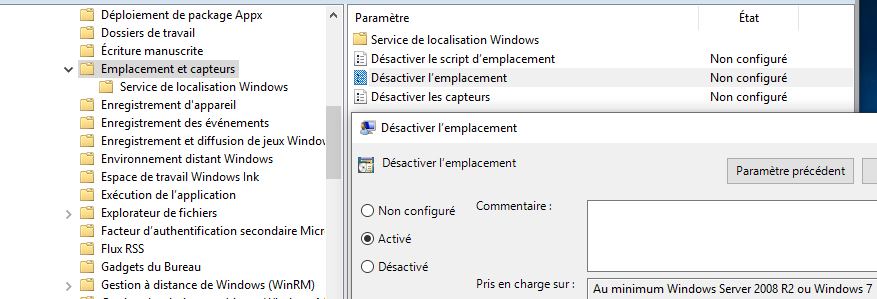 Déploiement de package Appx
Dossiers de travail
Écriture manuscrite
Emplacement et capteurs
Service de localisation Windows
Enregistrement d'appareil
Enregistrement des événements
Enregistrement et diffusion de jeux Window
Environnement distant Windows
Espace de travail Windows Ink
Exécution de l'application
Explorateur de fichiers
Facteur d'authentification secondaire Micr
Flux RSS
Gadgets du Bureau
Gestion à distance de Windows (WinRM)
Paramètre État
Service de localisation Windows
Désactiver le script d'emplacement Non configuré
Désactiver l'emplacement Non configuré
Désactiver les capteurs Non configuré
Désactiver l'emplacement
Désactiver l'emplacement
Paramètre précédent
Non configuré
Activé
Désactivé
Commentaire :
Pris en charge sur :
Au minimum Windows Server 2008 R2 ou Windows 7